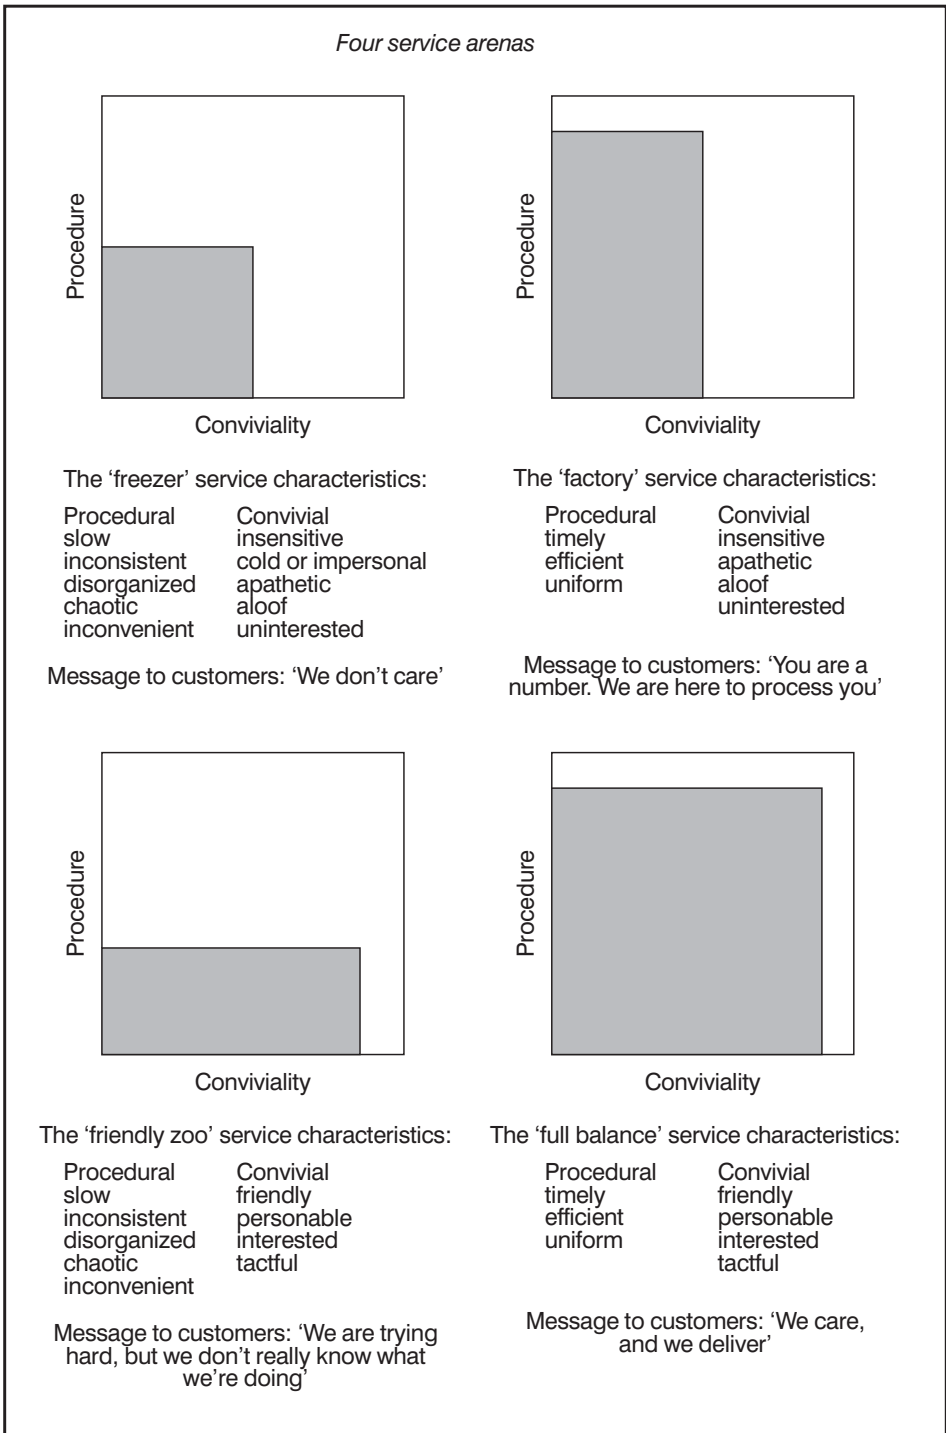 Four service arenas
Procedure
Conviviality
The ‘freezer’ service characteristics:
Procedural Convivial
slow insensitive
inconsistent cold or impersonal
disorganized apathetic
chaotic aloof
inconvenient uninterested
Message to customers: ‘We don’t care’
Procedure
Conviviality
The ‘factory’ service characteristics:
Procedural Convivial
timely insensitive
efficient apathetic
uniform aloof
uninterested
Message to customers: ‘You are a
number. We are here to process you’
Procedure
Conviviality
The ‘friendly zoo’ service characteristics:
Procedural Convivial
slow friendly
inconsistent personable
disorganized interested
chaotic tactful
inconvenient
Message to customers: ‘We are trying
hard, but we don’t really know what
we’re doing’
Procedure
Conviviality
The ‘full balance’ service characteristics:
Procedural Convivial
timely friendly
efficient personable
uniform interested
tactful
Message to customers: ‘We care,
and we deliver’